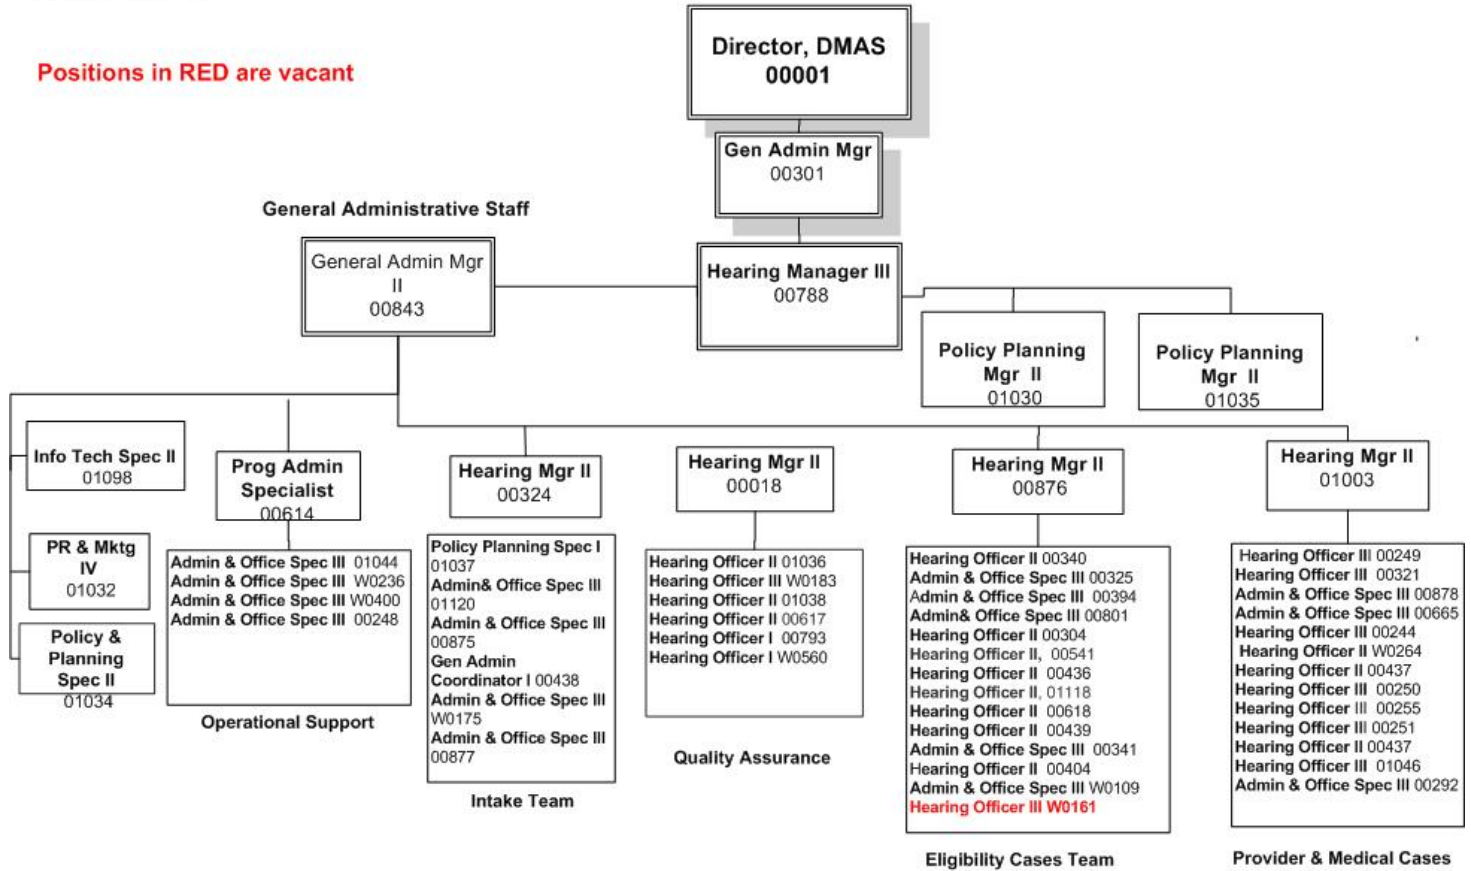 Positions in RED are vacant
Director, DMAS
00001
Gen Admin Mgr
00301
General Administrative Staff
General Admin Mgr
II
00843
Hearing Manager III
00788
Policy Planning
Mgr II
01030
Policy Planning
Mgr II
01035
Info Tech Spec II
01098
PR & Mktg
IV
01032
Policy &
Planning
Spec II
01034
Prog Admin
Specialist
00614
Admin & Office Spec III 01044
Admin & Office Spec III W0236
Admin & Office Spec III W0400
Admin & Office Spec III 00248
Operational Support
Hearing Mgr II
00324
Policy Planning Spec I
01037
Admin& Office Spec III
01120
Admin & Office Spec III
00875
Gen Admin
Coordinator I 00438
Admin & Office Spec III
W0175
Admin & Office Spec III
00877
Intake Team
Hearing Mgr II
00018
Hearing Officer II 01036
Hearing Officer III W0183
Hearing Officer II 01038
Hearing Officer II 00617
Hearing Officer I 00793
Hearing Officer I W0560
Quality Assurance
Hearing Mgr II
00876
Hearing Officer II 00340
Admin & Office Spec III 00325
Admin & Office Spec III 00394
Admin& Office Spec III 00801
Hearing Officer II 00304
Hearing Officer II, 00541
Hearing Officer II 00436
Hearing Officer II, 01118
Hearing Officer II 00618
Hearing Officer II 00439
Admin & Office Spec III 00341
Hearing Officer II 00404
Admin & Office Spec III W0109
Hearing Officer III W0161
Eligibility Cases Team
Hearing Mgr II
01003
Hearing Officer III 00249
Hearing Officer III 00321
Admin & Office Spec III 00878
Admin & Office Spec III 00665
Hearing Officer III 00244
Hearing Officer II W0264
Hearing Officer II 00437
Hearing Officer III 00250
Hearing Officer III 00255
Hearing Officer III 00251
Hearing Officer II 00437
Hearing Officer III 01046
Admin & Office Spec III 00292
Provider & Medical Cases